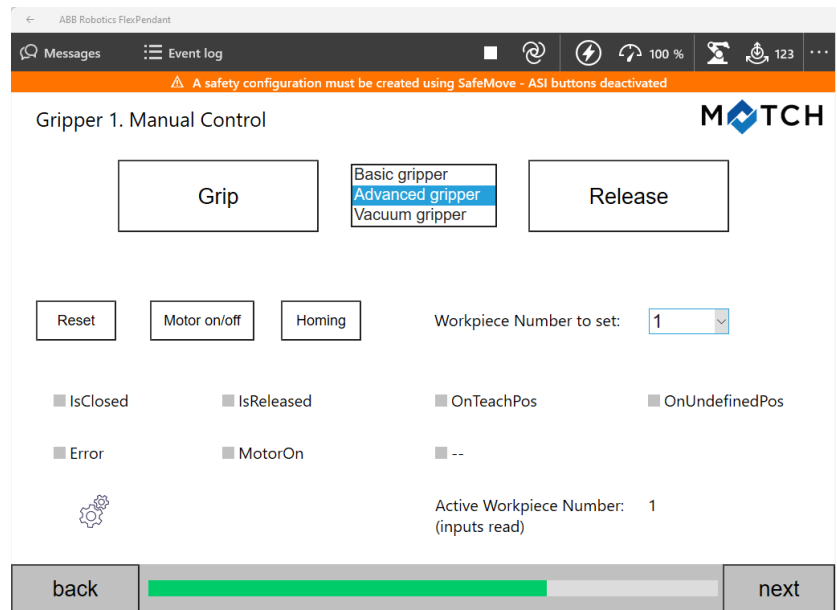 ABB Robotics FlexPendant
Messages
Event log
100 %
123
A safety configuration must be created using SafeMove - ASI buttons deactivated
Gripper 1. Manual Control
MATCH
Grip
Basic gripper
Advanced gripper
Vacuum gripper
Release
Reset
Motor on/off
Homing
Workpiece Number to set:
1
IsClosed
IsReleased
OnTeachPos
OnUndefinedPos
Error
MotorOn
--
Active Workpiece Number:
(inputs read)
1
back
next